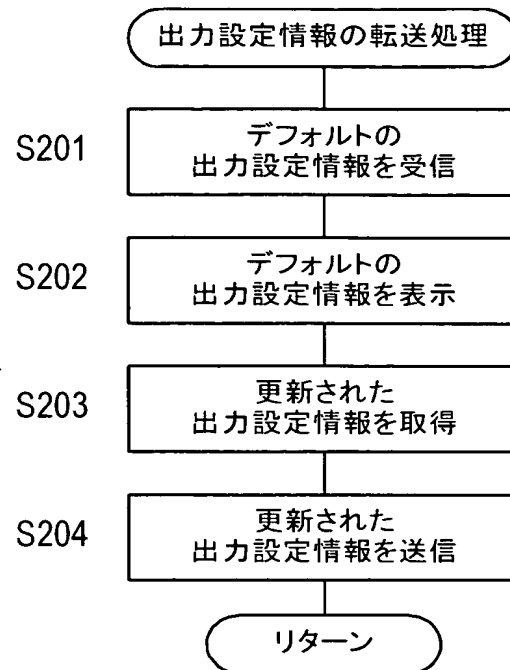 出力設定情報の転送処理
S201
デフォルトの
出力設定情報を受信
S202
デフォルトの
出力設定情報を表示
S203
更新された
出力設定情報を取得
S204
更新された
出力設定情報を送信
リターン